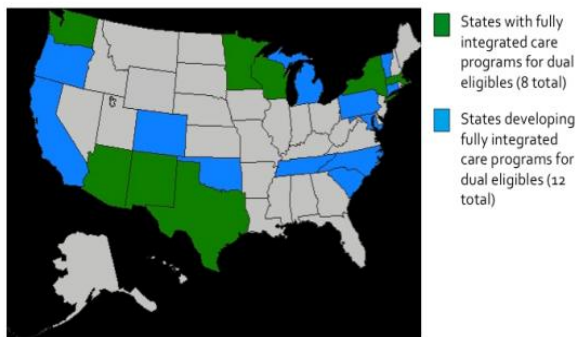 States with fully
integrated care
programs for dual
eligibles (8 total)
States developing
fully integrated
care programs for
dual eligibles (12
total)